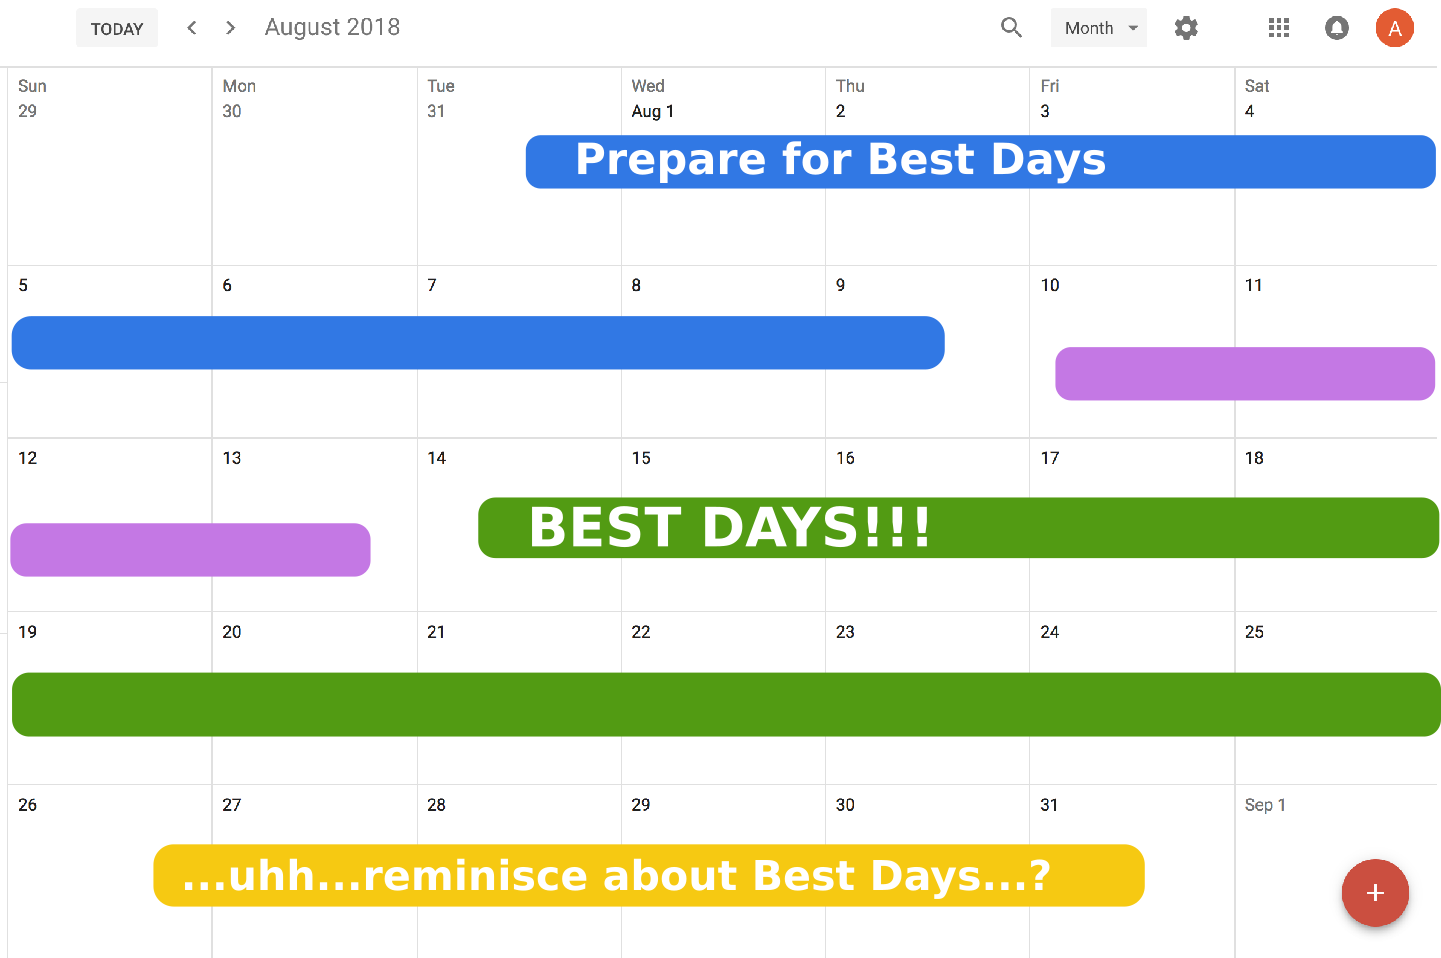 TODAY August 2018 Month A
Sun Mon Tue Wed Thu Fri Sat
29 30 31 Aug 1 2 3 4
Prepare for Best Days
5 6 7 8 9 10 11
12 13 14 15 16 17 18
BEST DAYS!!!
19 20 21 22 23 24 25
26 27 28 29 30 31 Sep 1
...uhh...reminisce about Best Days...?